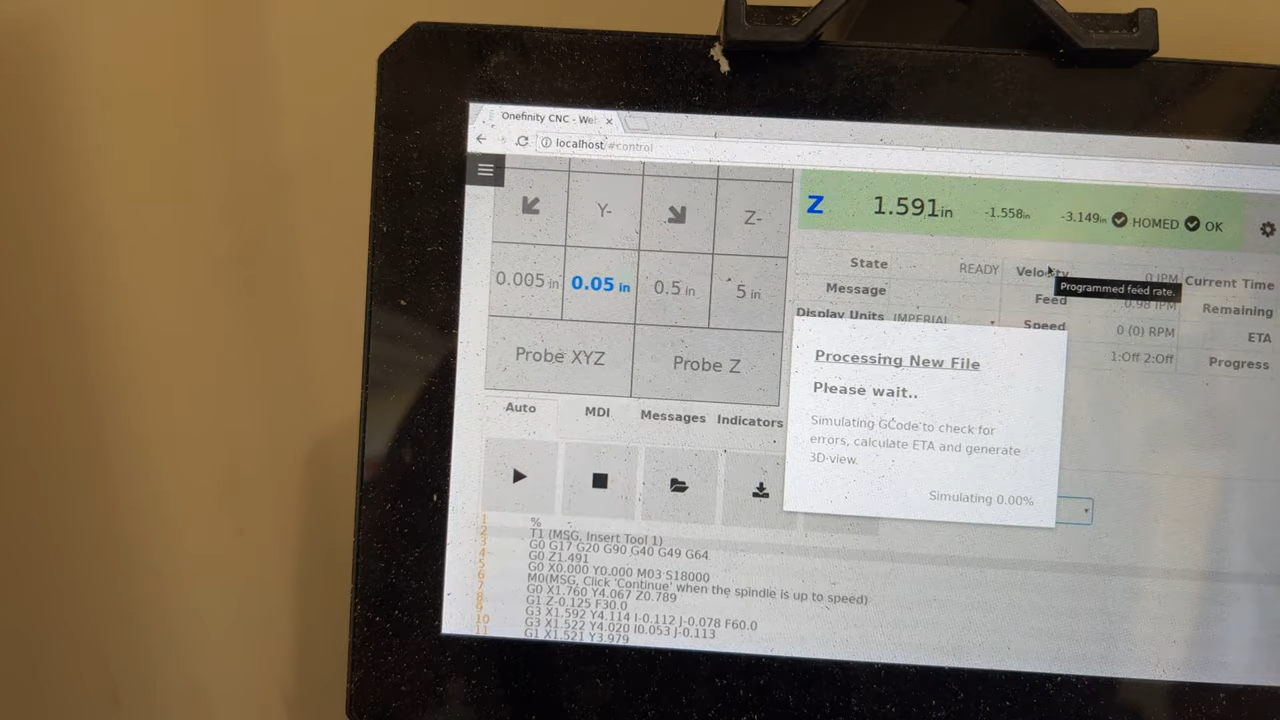 Onefinity CNC - Web
localhost/#control
Y-
Z-
0.005 in
0.05 in
0.5 in
5 in
Probe XYZ
Probe Z
Auto
MDI
Messages
Indicators
Z
1.591in
-1.558in
-3.149in
HOMED
OK
State
READY
Velocity
0 IPM
Current Time
Programmed feed rate.
Message
Feed
0.98 IPM
Remaining
Display Units
IMPERIAL
Speed
0 (0) RPM
ETA
1:Off 2:Off
Progress
Processing New File
Please wait..
Simulating GCode to check for
errors, calculate ETA and generate
3D-view.
Simulating 0.00%
1 %
2 T1 (MSG, Insert Tool 1)
3 G0 G17 G20 G90 G40 G49 G64
4 G0 Z1.491
5 G0 X0.000 Y0.000 M03 S18000
6 M0(MSG, Click 'Continue' when the spindle is up to speed)
7 G0 X1.760 Y4.067 Z0.789
8 G1 Z-0.125 F30.0
9 G3 X1.592 Y4.114 I-0.112 J-0.078 F60.0
10 G3 X1.522 Y4.020 I0.053 J-0.113
11 G1 X1.521 Y3.979